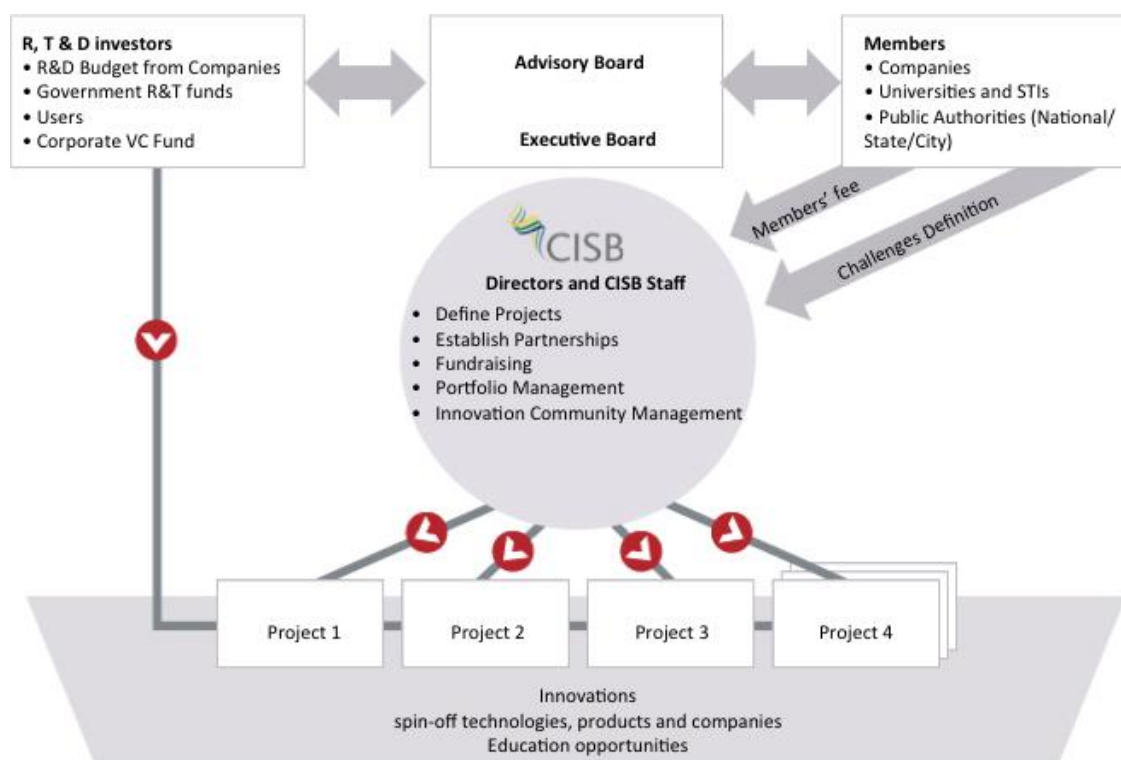 R, T & D investors
• R&D Budget from Companies
• Government R&T funds
• Users
• Corporate VC Fund
Advisory Board
Executive Board
Members
• Companies
• Universities and STIs
• Public Authorities (National/
State/City)
Members' fee
Challenges Definition
CISB
Directors and CISB Staff
• Define Projects
• Establish Partnerships
• Fundraising
• Portfolio Management
• Innovation Community Management
Project 1
Project 2
Project 3
Project 4
Innovations
spin-off technologies, products and companies
Education opportunities